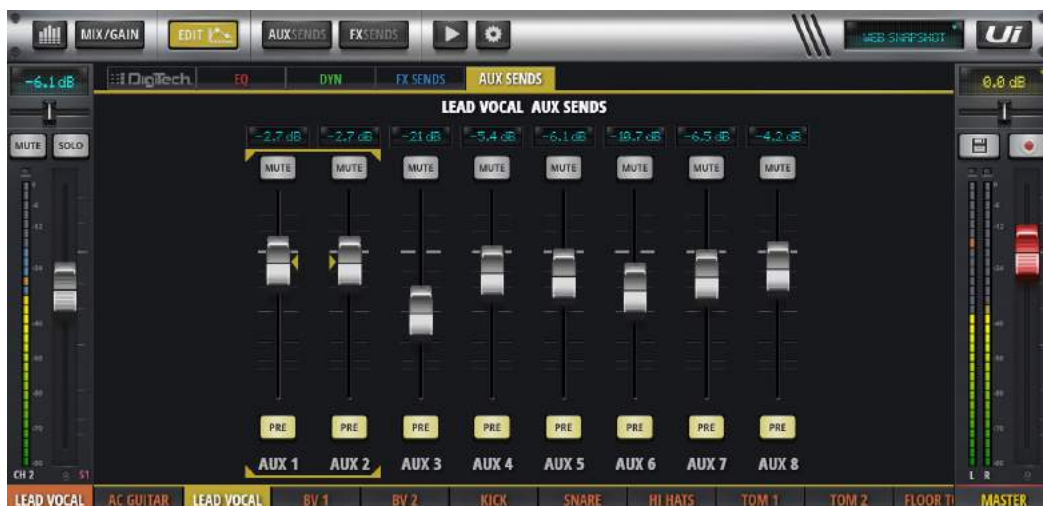 MIX/GAIN EDIT AUXSENDS FXSENDS WEB SNAPSHOT Ui
-6.1 dB DigiTech EQ DYN FX SENDS AUX SENDS 0.0 dB
LEAD VOCAL AUX SENDS
-2.7 dB -2.7 dB -21 dB -5.4 dB -6.1 dB -10.7 dB -6.5 dB -4.2 dB
MUTE SOLO
MUTE MUTE MUTE MUTE MUTE MUTE MUTE MUTE
PRE PRE PRE PRE PRE PRE PRE PRE
AUX 1 AUX 2 AUX 3 AUX 4 AUX 5 AUX 6 AUX 7 AUX 8
CH 2 S1 L R
LEAD VOCAL AC GUITAR LEAD VOCAL BV 1 BV 2 KICK SNARE HI HATS TOM 1 TOM 2 FLOOR MASTER